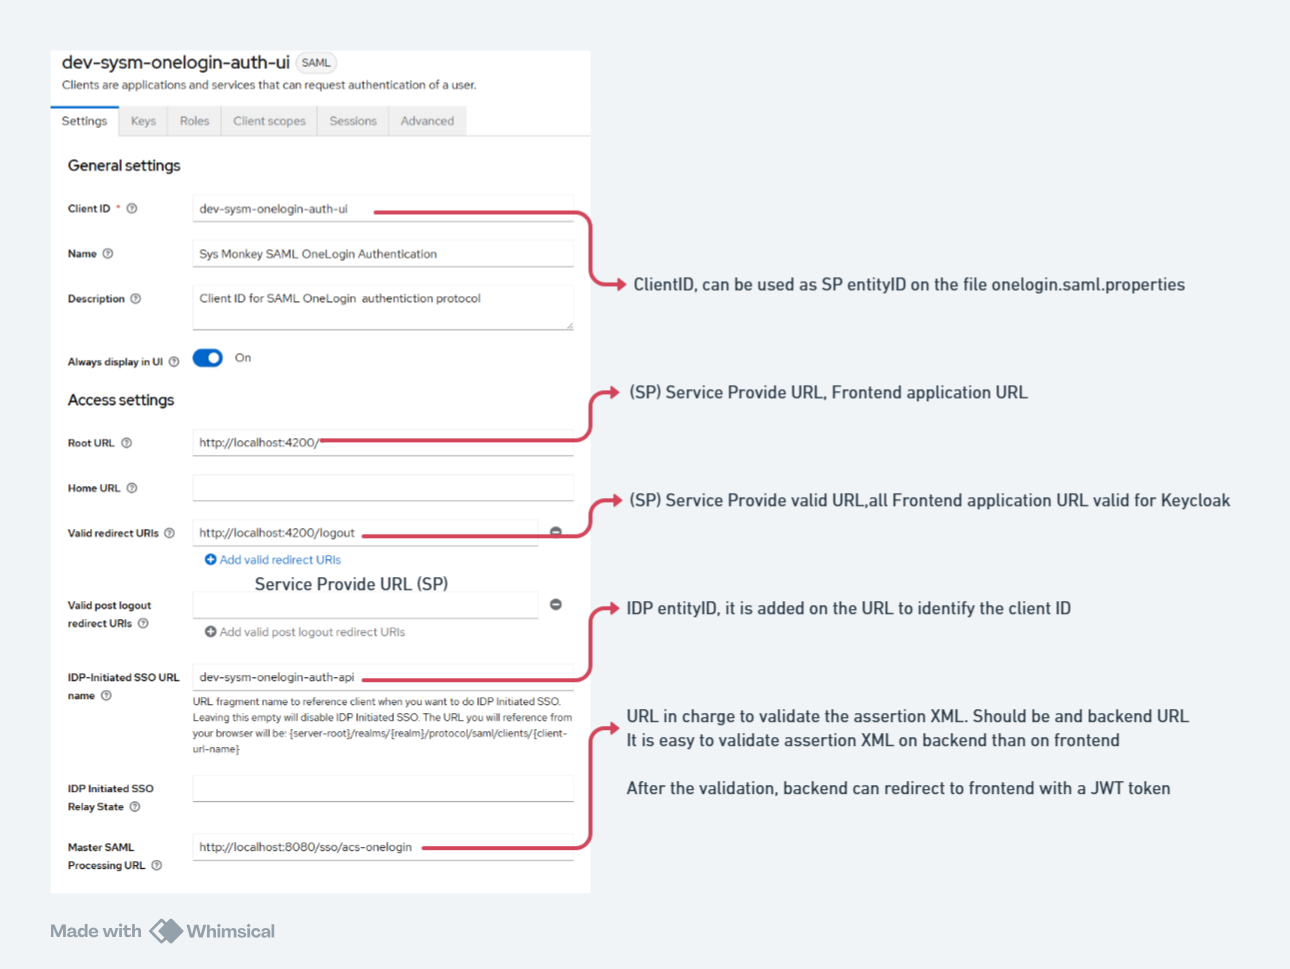 dev-sysm-onelogin-auth-ui SAML
Clients are applications and services that can request authentication of a user.
Settings Keys Roles Client scopes Sessions Advanced
General settings
Client ID * dev-sysm-onelogin-auth-ui
Name Sys Monkey SAML OneLogin Authentication
ClientID, can be used as SP entityID on the file onelogin.saml.properties
Description Client ID for SAML OneLogin authentiction protocol
Always display in UI On
Access settings
(SP) Service Provide URL, Frontend application URL
Root URL http://localhost:4200/
Home URL
(SP) Service Provide valid URL,all Frontend application URL valid for Keycloak
Valid redirect URIs http://localhost:4200/logout
Add valid redirect URIs
Service Provide URL (SP)
Valid post logout
redirect URIs
Add valid post logout redirect URIs
IDP entityID, it is added on the URL to identify the client ID
IDP-Initiated SSO URL
name
dev-sysm-onelogin-auth-api
URL fragment name to reference client when you want to do IDP Initiated SSO.
Leaving this empty will disable IDP Initiated SSO. The URL you will reference from
your browser will be: {server-root}/realms/{realm}/protocol/saml/clients/{client-
url-name}
URL in charge to validate the assertion XML. Should be and backend URL
It is easy to validate assertion XML on backend than on frontend
After the validation, backend can redirect to frontend with a JWT token
IDP Initiated SSO
Relay State
Master SAML
Processing URL
http://localhost:8080/sso/acs-onelogin
Made with Whimsical